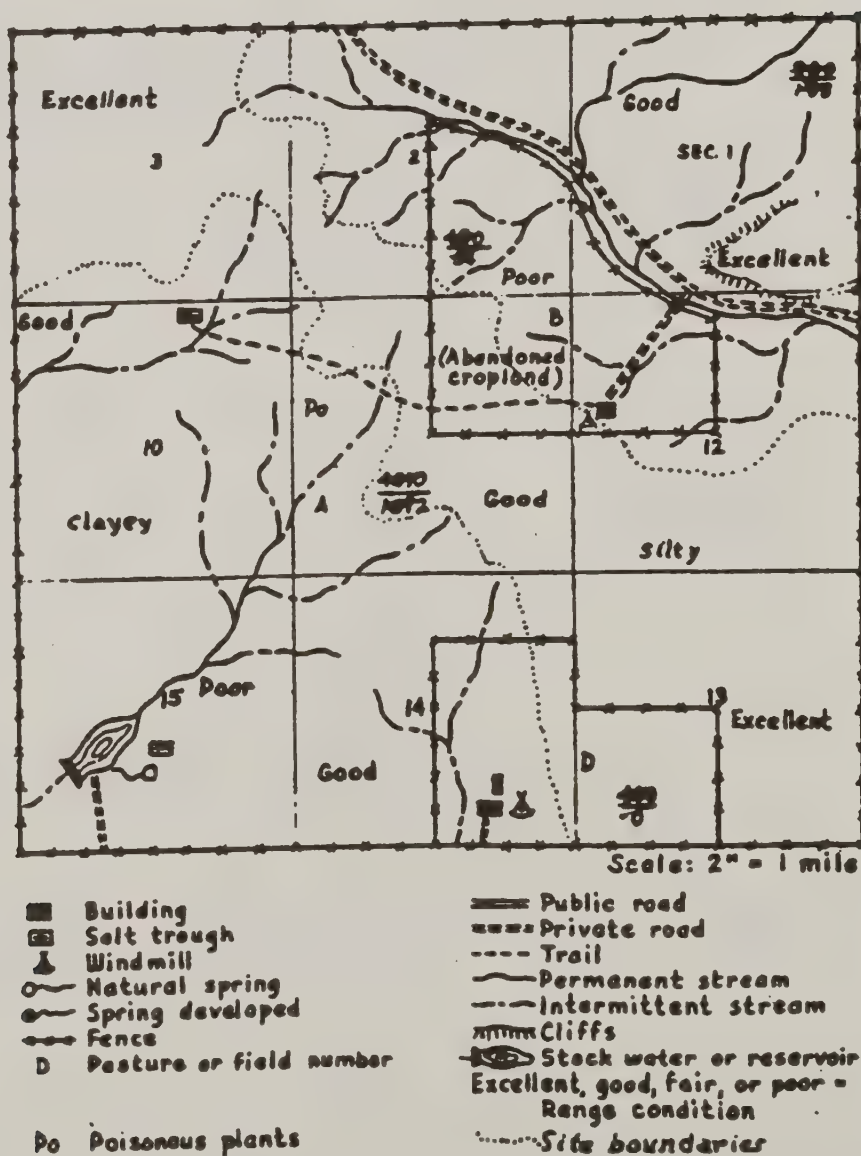 Excellent
Good
3
2
SEC. 1
Excellent
Poor
Good
B
(Abandoned
cropland)
Po
10
12
A
Good
Clayey
Silty
15
Poor
14
13
Excellent
Good
D
Scale: 2" = 1 mile
Building
Salt trough
Windmill
Natural spring
Spring developed
Fence
D Pasture or field number
Po Poisonous plants
Public road
Private road
Trail
Permanent stream
Intermittent stream
Cliffs
Stock water or reservoir
Excellent, good, fair, or poor =
Range condition
Site boundaries